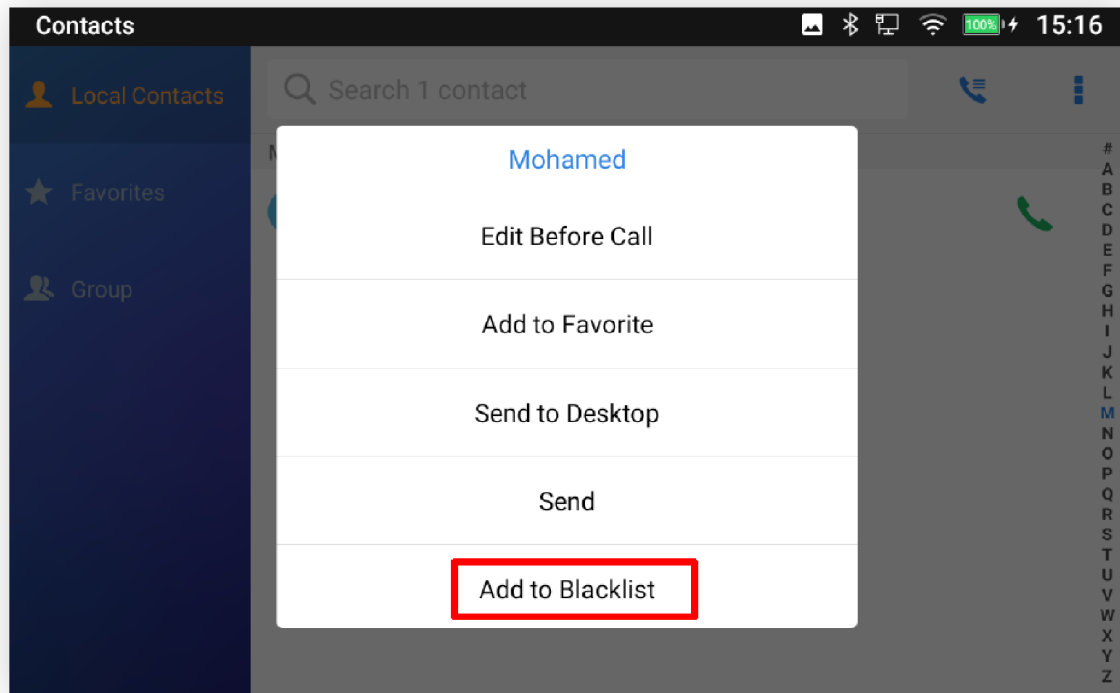 Contacts
100%
15:16
Local Contacts
Search 1 contact
M
Mohamed
Favorites
Edit Before Call
Group
Add to Favorite
Send to Desktop
Send
Add to Blacklist
#
A
B
C
D
E
F
G
H
I
J
K
L
M
N
O
P
Q
R
S
T
U
V
W
X
Y
Z